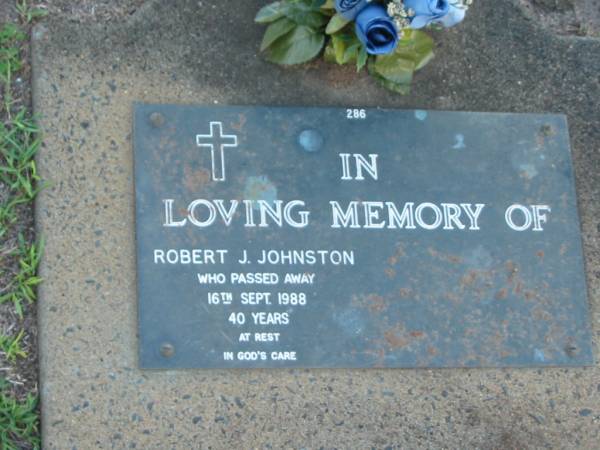 286
IN
LOVING MEMORY OF
ROBERT J. JOHNSTON
WHO PASSED AWAY
16TH SEPT. 1988
40 YEARS
AT REST
IN GOD'S CARE